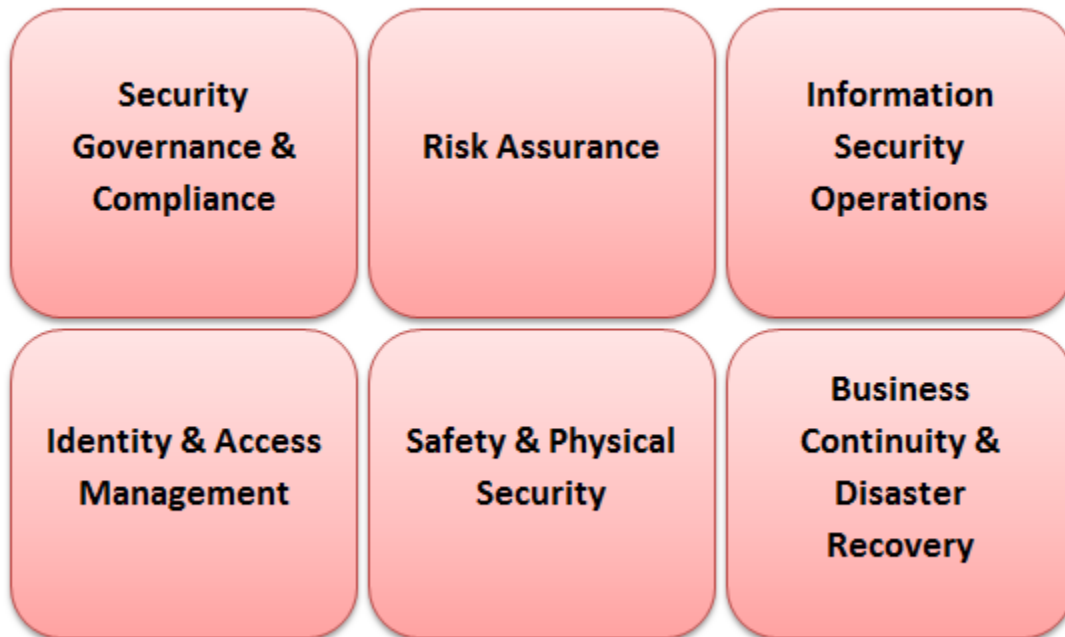 Security
Governance &
Compliance
Risk Assurance
Information
Security
Operations
Identity & Access
Management
Safety & Physical
Security
Business
Continuity &
Disaster
Recovery